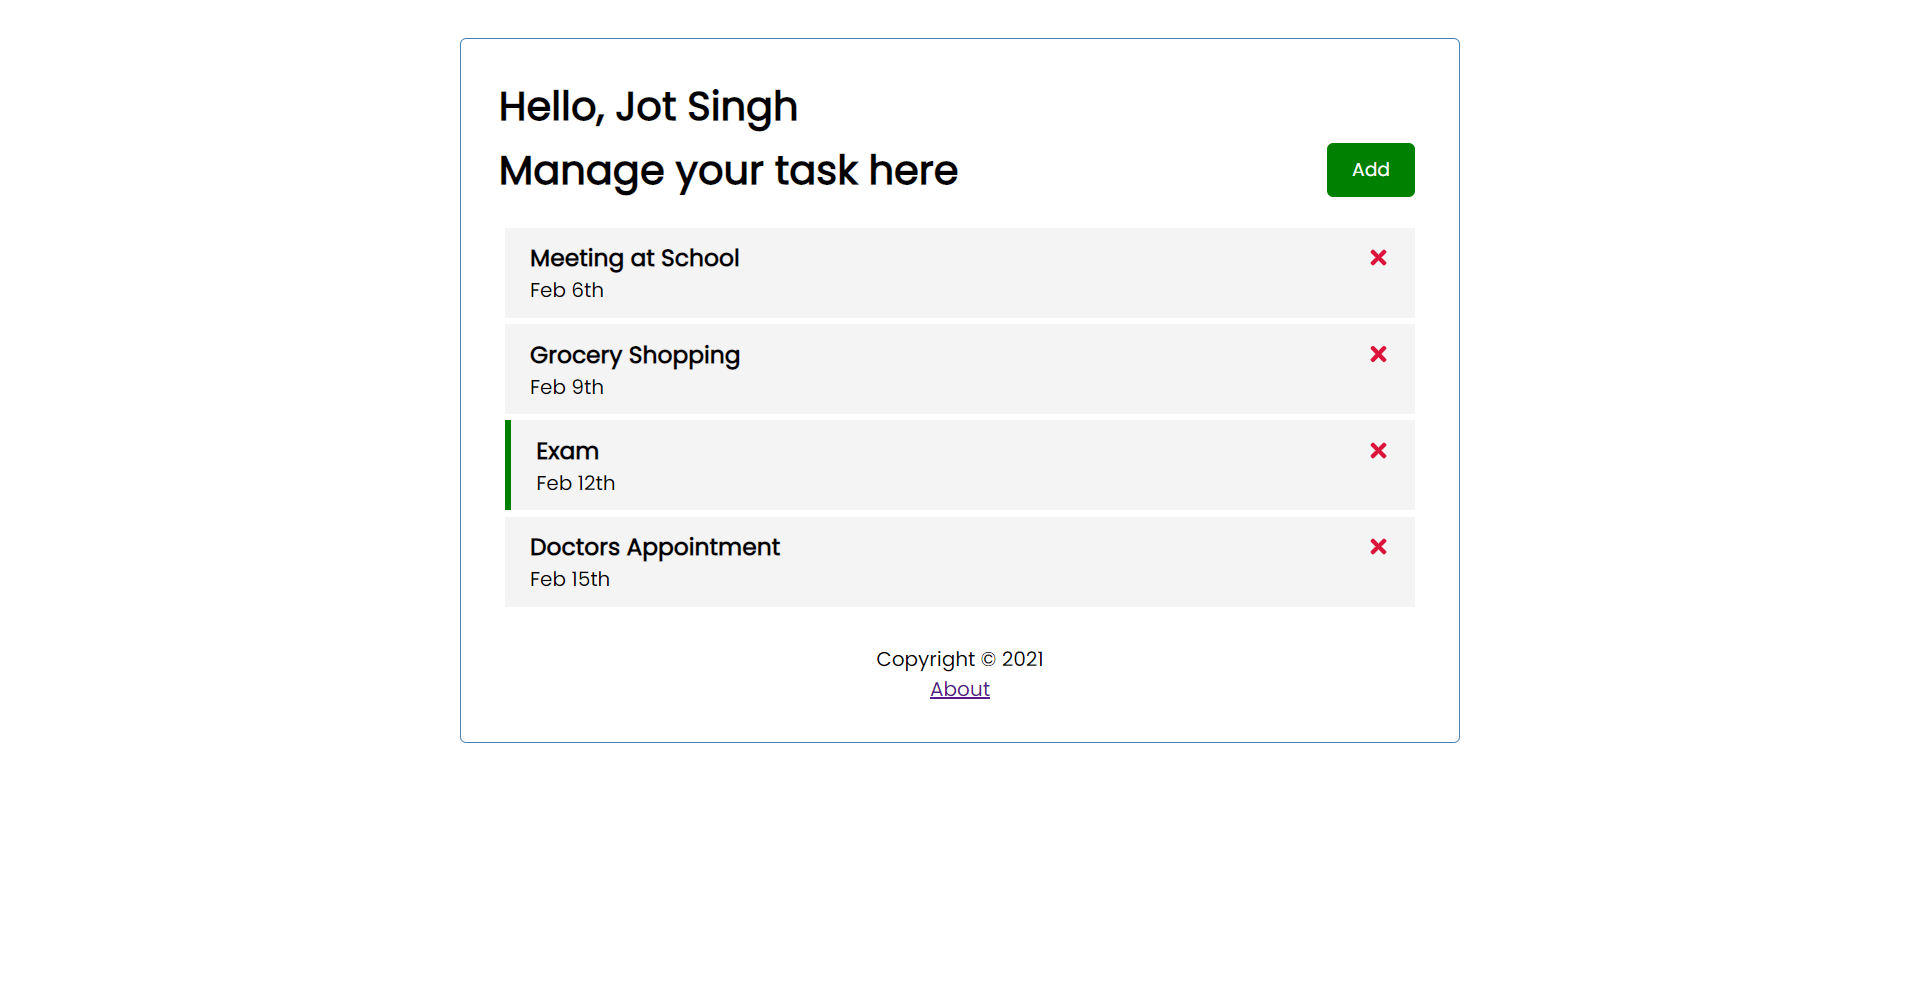 Hello, Jot Singh
Manage your task here
Add
Meeting at School
Feb 6th
Grocery Shopping
Feb 9th
Exam
Feb 12th
Doctors Appointment
Feb 15th
Copyright © 2021
About